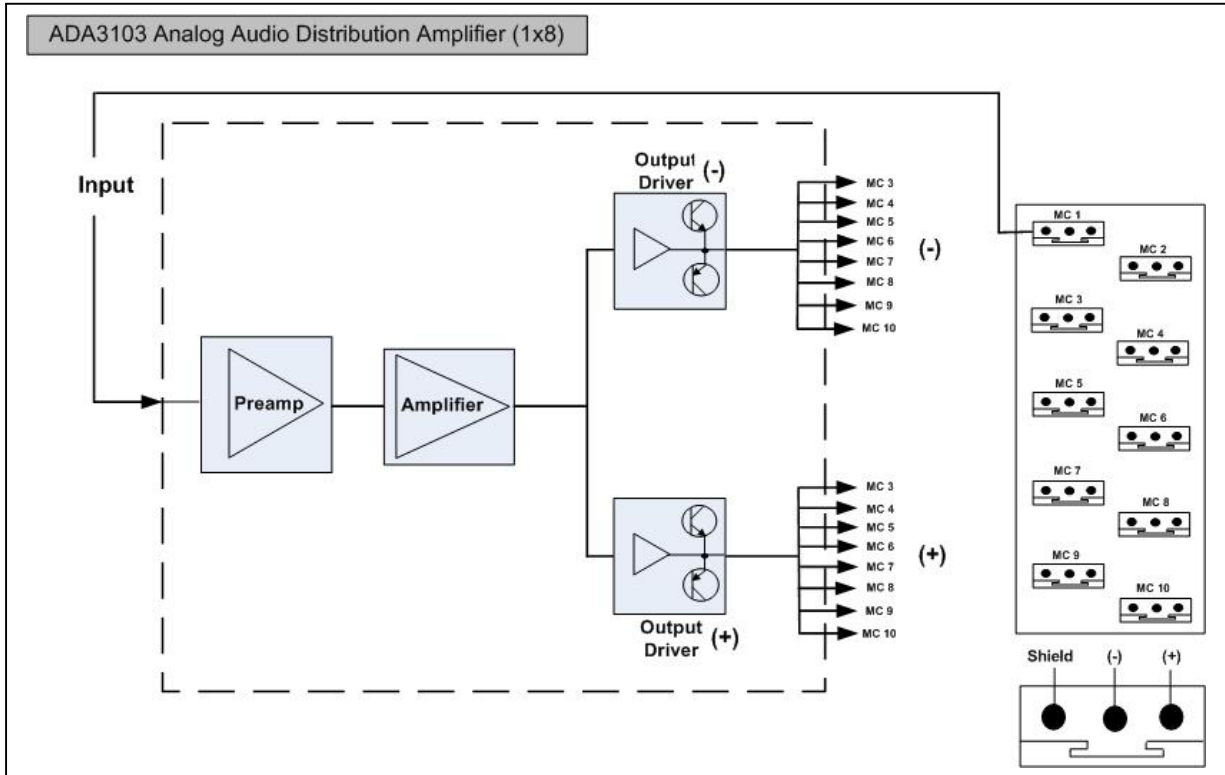 ADA3103 Analog Audio Distribution Amplifier (1x8)
Input
Output
Driver (-)
MC 3
MC 4
MC 5
MC 6
MC 7
MC 8
MC 9
MC 10
(-)
Preamp
Amplifier
MC 3
MC 4
MC 5
MC 6
MC 7
MC 8
MC 9
MC 10
(+)
Output
Driver (+)
MC 1
MC 2
MC 3
MC 4
MC 5
MC 6
MC 7
MC 8
MC 9
MC 10
Shield (-) (+)